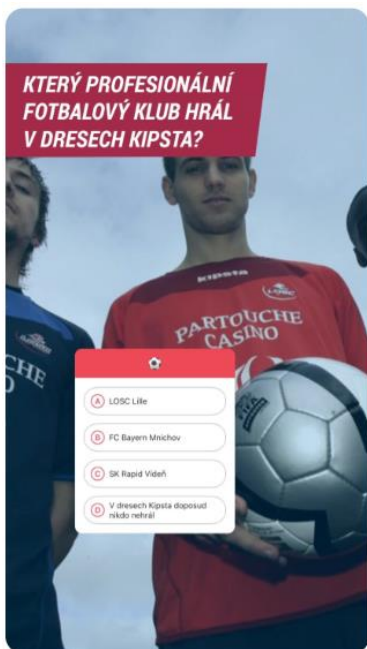 KTERÝ PROFESIONÁLNÍ
FOTBALOVÝ KLUB HRÁL
V DRESECH KIPSTA?
KIPSTA
LOSC
PARTOUCHE
CASINO
CHE
NO
A LOSC Lille
B FC Bayern Mnichov
C SK Rapid Vídeň
D V dresech Kipsta doposud
nikdo nehrál